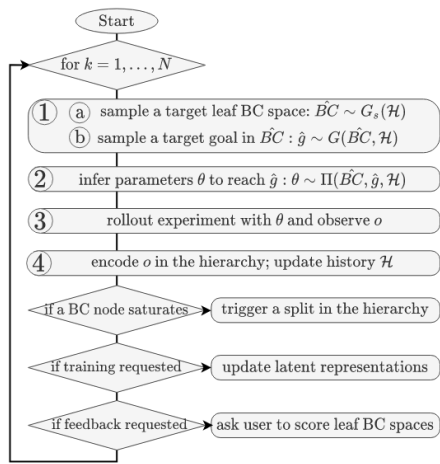 Start
for k = 1, . . . , N
1 a sample a target leaf BC space: B̂C ∼ G_s(ℋ)
b sample a target goal in B̂C : ĝ ∼ G(B̂C, ℋ)
2 infer parameters θ to reach ĝ : θ ∼ Π(B̂C, ĝ, ℋ)
3 rollout experiment with θ and observe o
4 encode o in the hierarchy; update history ℋ
if a BC node saturates
trigger a split in the hierarchy
if training requested
update latent representations
if feedback requested
ask user to score leaf BC spaces